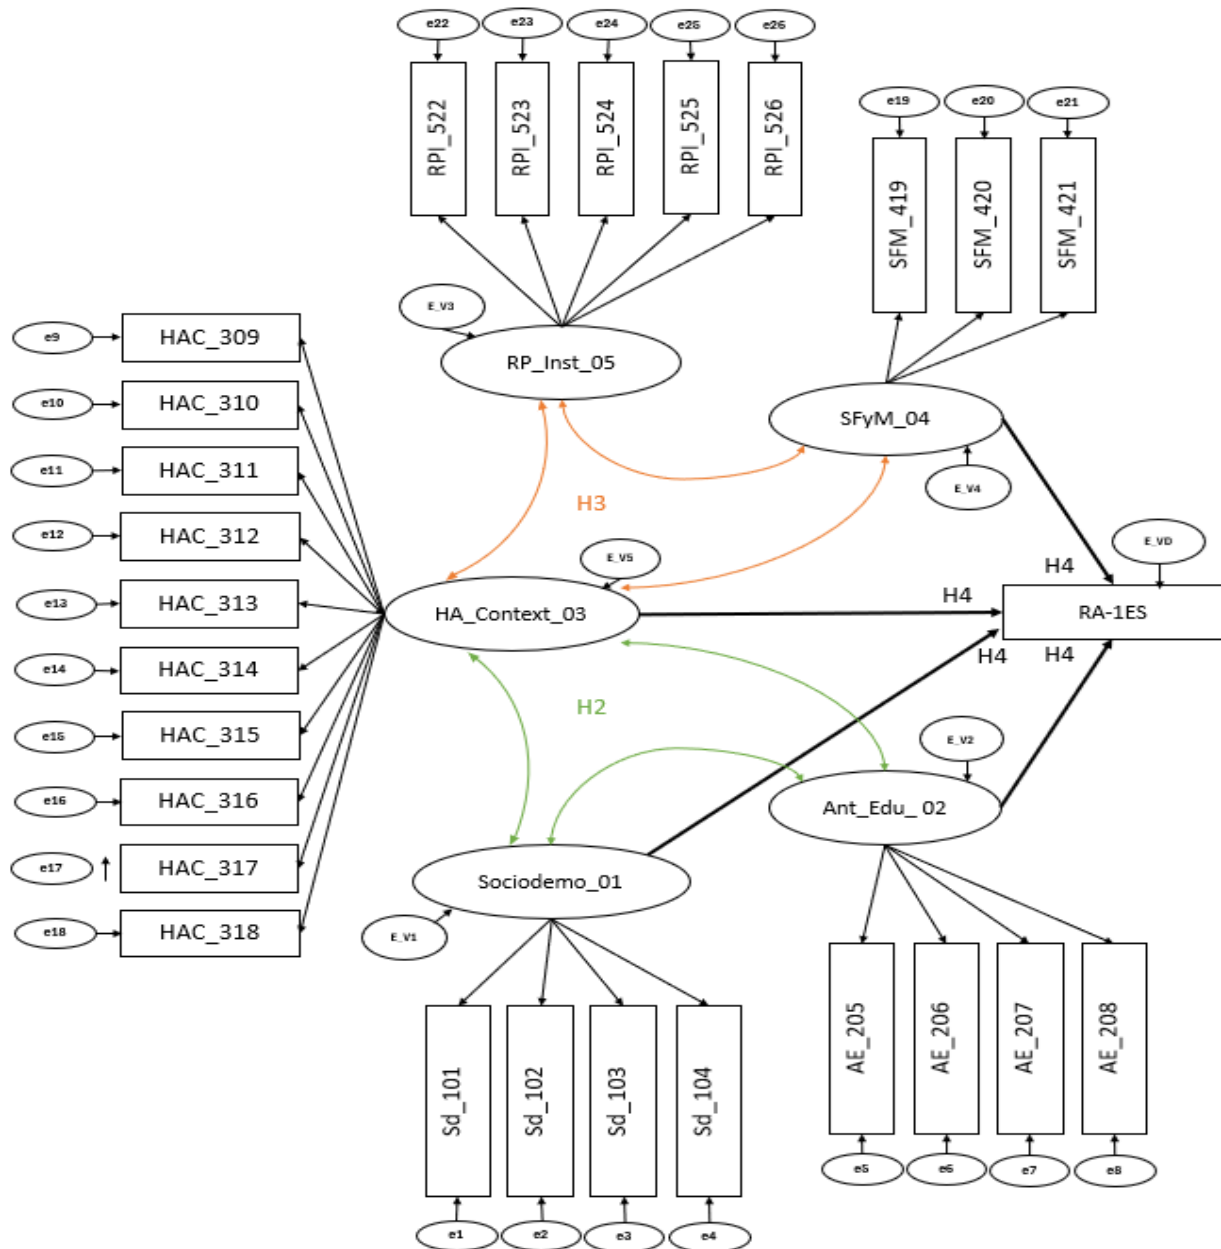 e22
e23
e24
e25
e26
RPI_522
RPI_523
RPI_524
RPI_525
RPI_526
e19
e20
e21
SFM_419
SFM_420
SFM_421
E_V3
RP_Inst_05
SFyM_04
E_V4
e9
HAC_309
e10
HAC_310
e11
HAC_311
e12
HAC_312
e13
HAC_313
e14
HAC_314
e15
HAC_315
e16
HAC_316
e17
HAC_317
e18
HAC_318
H3
E_V5
HA_Context_03
H4
H4
E_VD
RA-1ES
H4
H4
H2
E_V2
Ant_Edu_ 02
Sociodemo_01
E_V1
Sd_101
Sd_102
Sd_103
Sd_104
AE_205
AE_206
AE_207
AE_208
e5
e6
e7
e8
e1
e2
e3
e4